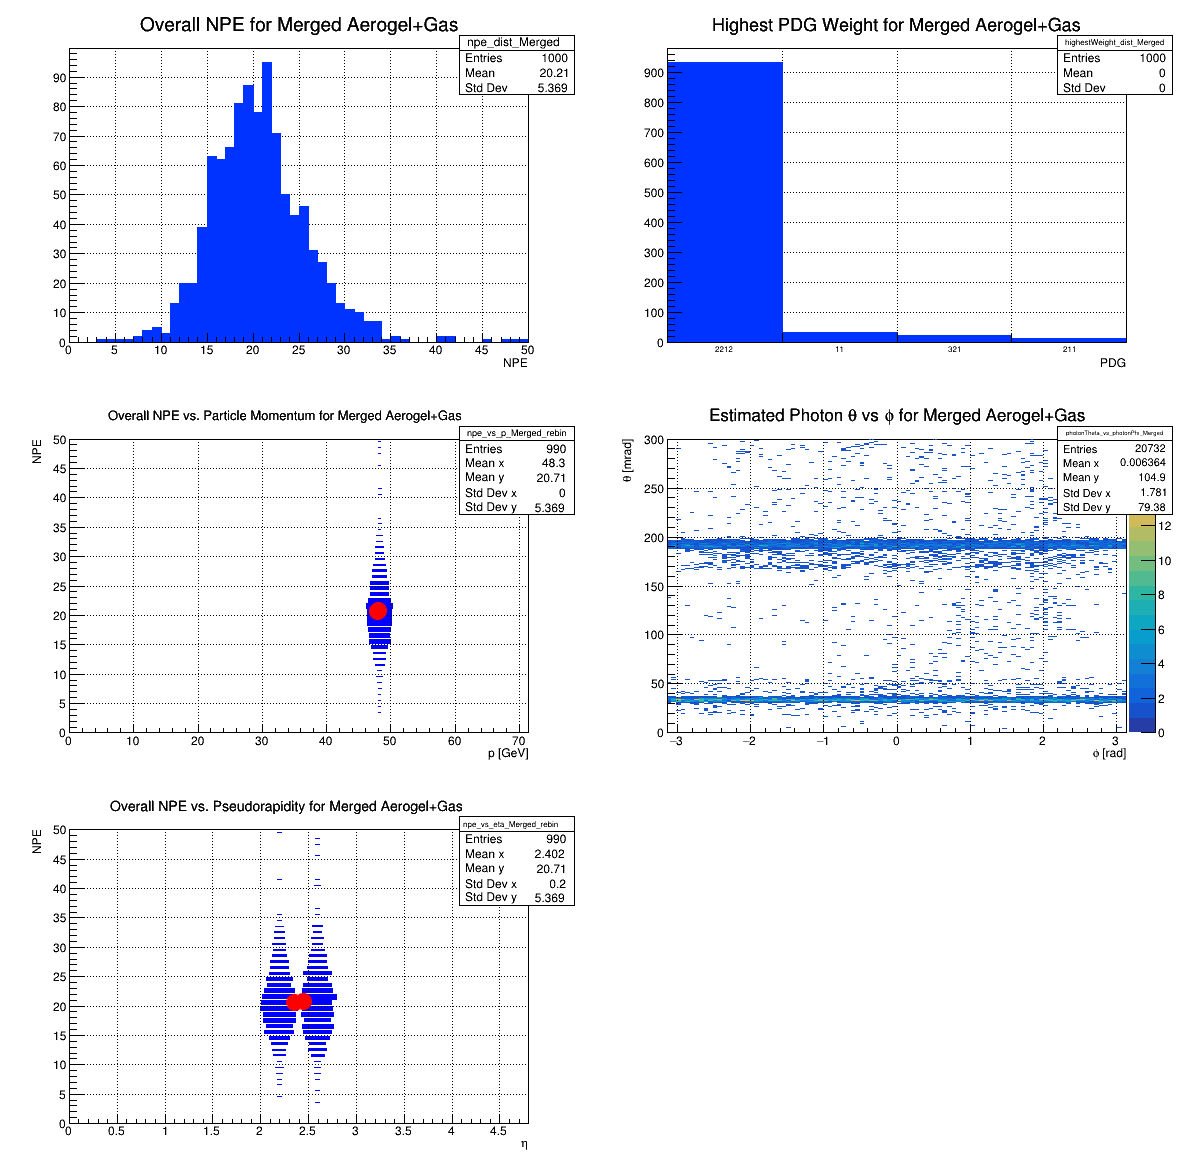 Overall NPE for Merged Aerogel+Gas
npe_dist_Merged
Entries 1000
Mean 20.21
Std Dev 5.369
90
80
70
60
50
40
30
20
10
0
0 5 10 15 20 25 30 35 40 45 50
NPE
Highest PDG Weight for Merged Aerogel+Gas
highestWeight_dist_Merged
Entries 1000
Mean 0
Std Dev 0
900
800
700
600
500
400
300
200
100
0
2212 11 321 211
PDG
Overall NPE vs. Particle Momentum for Merged Aerogel+Gas
NPE
npe_vs_p_Merged_rebin
Entries 990
Mean x 48.3
Mean y 20.71
Std Dev x 0
Std Dev y 5.369
50
45
40
35
30
25
20
15
10
5
0
0 10 20 30 40 50 60 70
p [GeV]
Estimated Photon θ vs ϕ for Merged Aerogel+Gas
θ [mrad]
photonTheta_vs_photonPhi_Merged
Entries 20732
Mean x 0.006364
Mean y 104.9
Std Dev x 1.781
Std Dev y 79.38
300
250
200
150
100
50
0
−3 −2 −1 0 1 2 3
ϕ [rad]
12
10
8
6
4
2
0
Overall NPE vs. Pseudorapidity for Merged Aerogel+Gas
NPE
npe_vs_eta_Merged_rebin
Entries 990
Mean x 2.402
Mean y 20.71
Std Dev x 0.2
Std Dev y 5.369
50
45
40
35
30
25
20
15
10
5
0
0 0.5 1 1.5 2 2.5 3 3.5 4 4.5
η